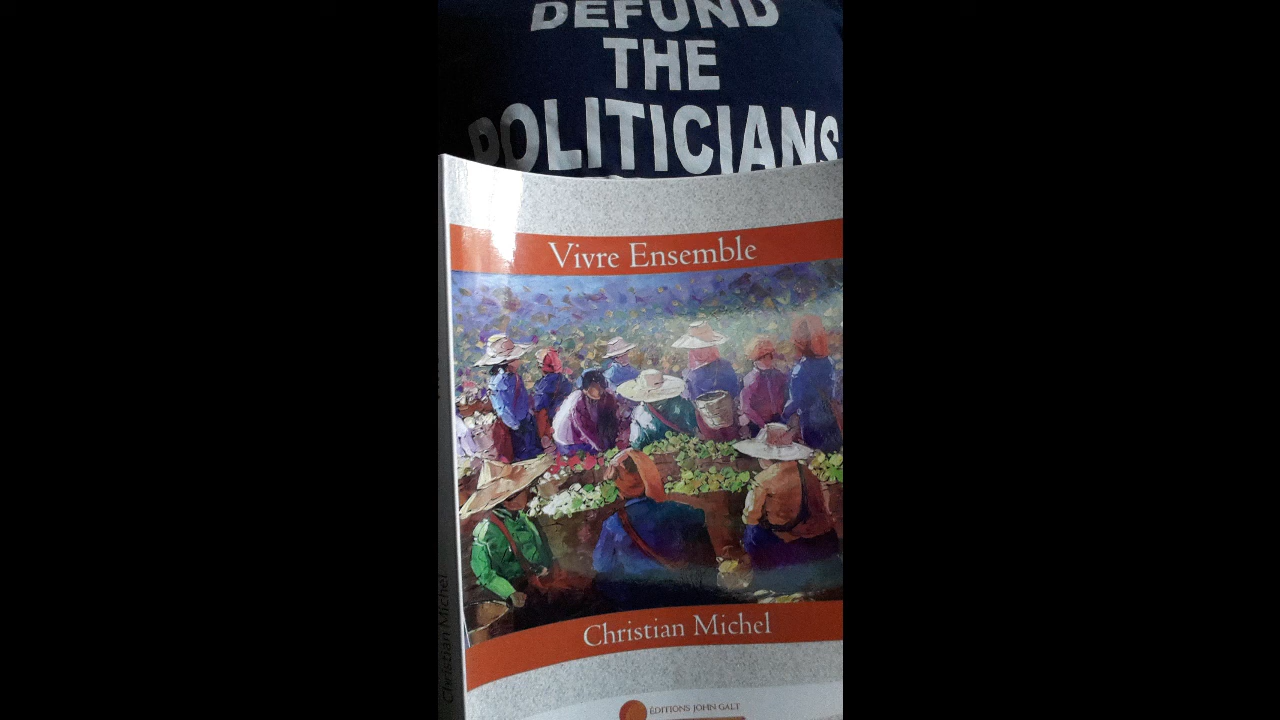 DEFUND
THE
POLITICIANS
Vivre Ensemble
Christian Michel
Christian Michel
ÉDITIONS JOHN GALT